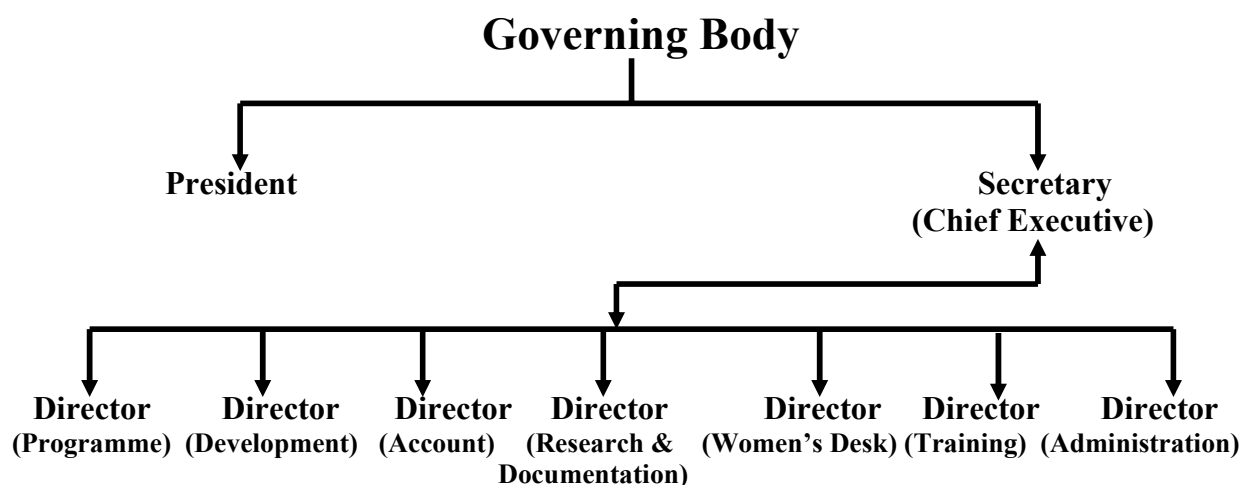 Governing Body
President
Secretary
(Chief Executive)
Director
(Programme)
Director
(Development)
Director
(Account)
Director
(Research &
Documentation)
Director
(Women’s Desk)
Director
(Training)
Director
(Administration)